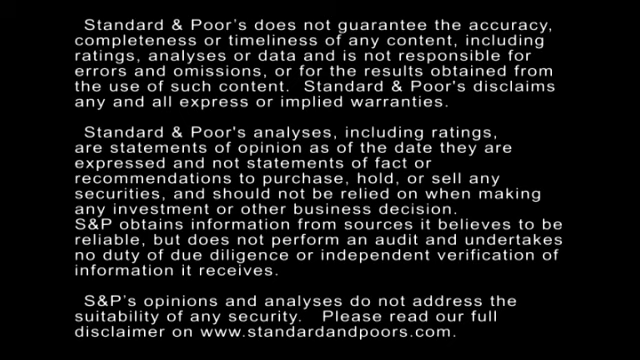 Standard & Poor's does not guarantee the accuracy,
completeness or timeliness of any content, including
ratings, analyses or data and is not responsible for
errors and omissions, or for the results obtained from
the use of such content.  Standard & Poor's disclaims
any and all express or implied warranties.
Standard & Poor's analyses, including ratings,
are statements of opinion as of the date they are
expressed and not statements of fact or
recommendations to purchase, hold, or sell any
securities, and should not be relied on when making
any investment or other business decision.
S&P obtains information from sources it believes to be
reliable, but does not perform an audit and undertakes
no duty of due diligence or independent verification of
information it receives.
S&P's opinions and analyses do not address the
suitability of any security.   Please read our full
disclaimer on www.standardandpoors.com.